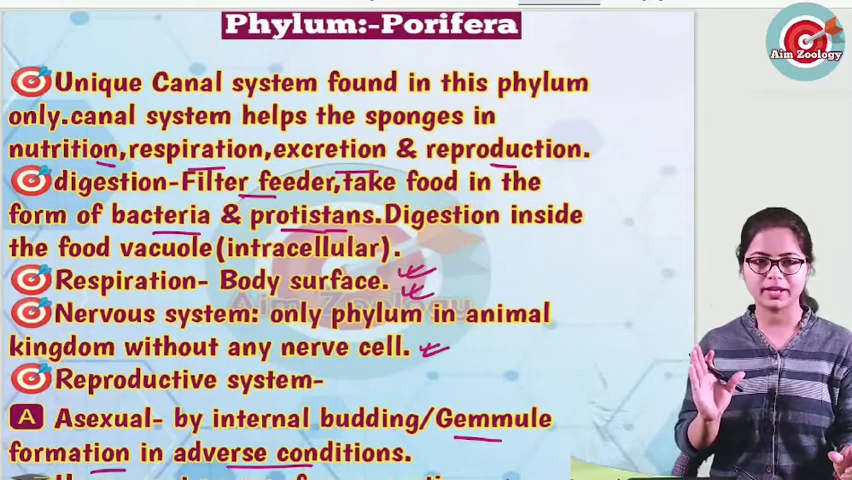 Phylum:-Porifera
Aim Zoology
Unique Canal system found in this phylum
only.canal system helps the sponges in
nutrition,respiration,excretion & reproduction.
digestion-Filter feeder,take food in the
form of bacteria & protistans.Digestion inside
the food vacuole(intracellular).
Respiration- Body surface.
Aim Zoology
Nervous system: only phylum in animal
kingdom without any nerve cell.
Reproductive system-
A Asexual- by internal budding/Gemmule
formation in adverse conditions.